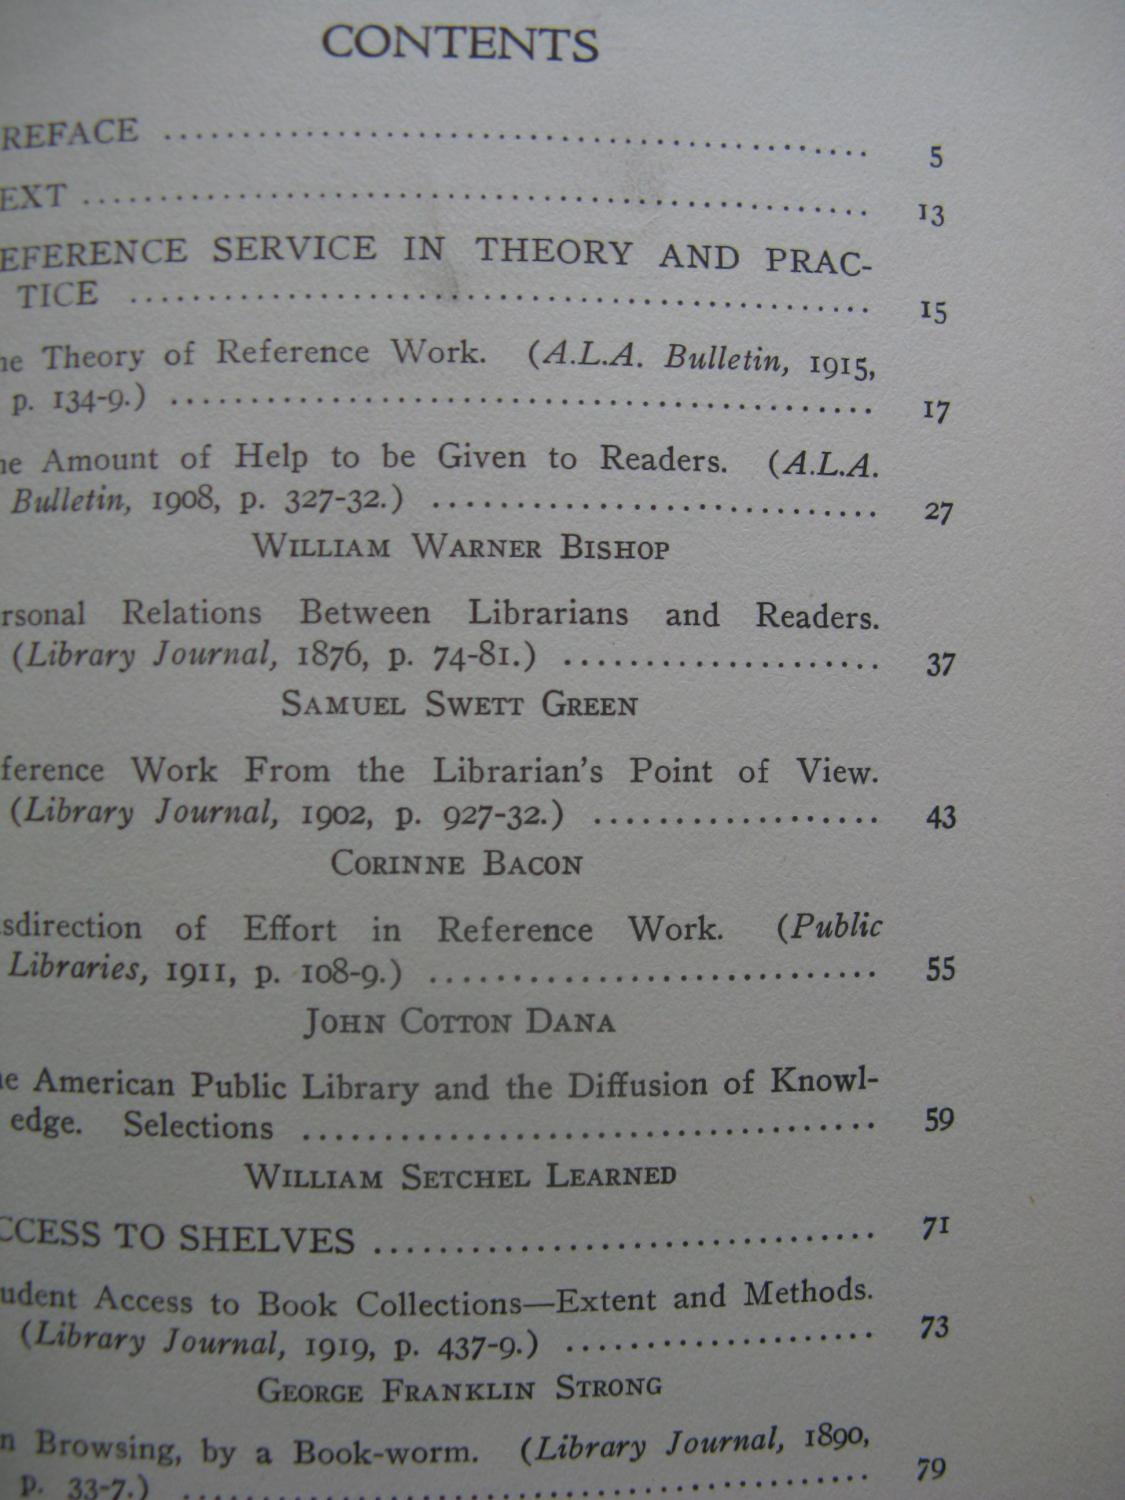 CONTENTS
REFACE ........................................ 5
EXT ........................................ 13
EFERENCE SERVICE IN THEORY AND PRAC-
TICE ........................................ 15
he Theory of Reference Work. (A.L.A. Bulletin, 1915,
p. 134-9.) ........................................ 17
he Amount of Help to be Given to Readers. (A.L.A.
Bulletin, 1908, p. 327-32.) ............................ 27
WILLIAM WARNER BISHOP
rsonal Relations Between Librarians and Readers.
(Library Journal, 1876, p. 74-81.) .................... 37
SAMUEL SWETT GREEN
ference Work From the Librarian's Point of View.
(Library Journal, 1902, p. 927-32.) .................. 43
CORINNE BACON
sdirection of Effort in Reference Work. (Public
Libraries, 1911, p. 108-9.) ............................ 55
JOHN COTTON DANA
he American Public Library and the Diffusion of Knowl-
edge. Selections .................................... 59
WILLIAM SETCHEL LEARNED
CCESS TO SHELVES ................................ 71
udent Access to Book Collections—Extent and Methods.
(Library Journal, 1919, p. 437-9.) .................... 73
GEORGE FRANKLIN STRONG
n Browsing, by a Book-worm. (Library Journal, 1890,
p. 33-7.) ........................................ 79